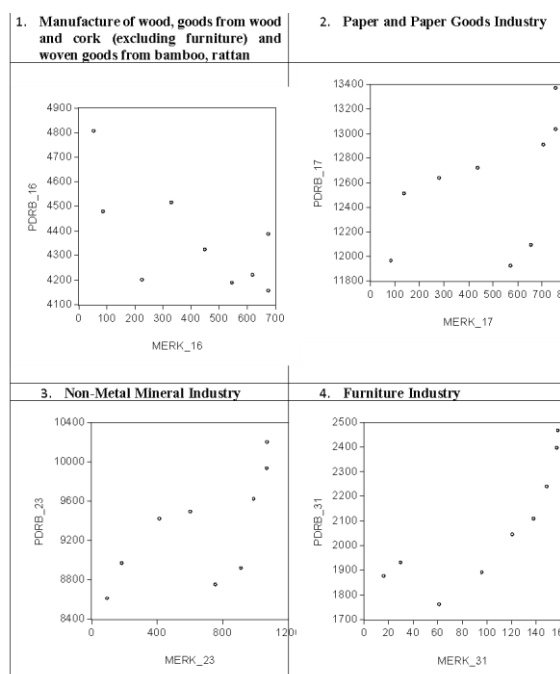 1. Manufacture of wood, goods from wood
and cork (excluding furniture) and
woven goods from bamboo, rattan
2. Paper and Paper Goods Industry
4900
4800
4700
4600
4500
4400
4300
4200
4100
PDRB_16
0 100 200 300 400 500 600 700
MERK_16
13400
13200
13000
12800
12600
12400
12200
12000
11800
PDRB_17
0 100 200 300 400 500 600 700
MERK_17
3. Non-Metal Mineral Industry
4. Furniture Industry
10400
10000
9600
9200
8800
8400
PDRB_23
0 400 800 120
MERK_23
2500
2400
2300
2200
2100
2000
1900
1800
1700
PDRB_31
0 20 40 60 80 100 120 140
MERK_31